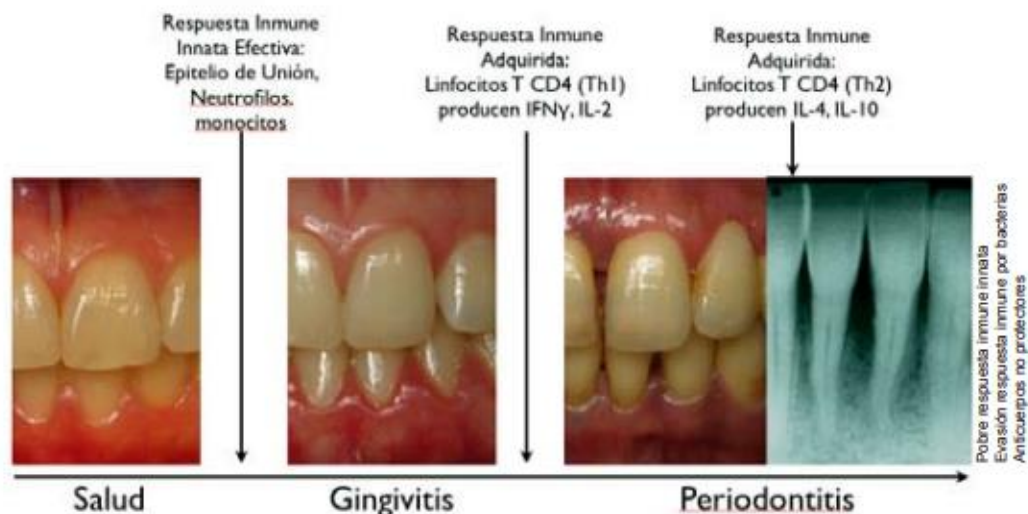 Respuesta Inmune
Innata Efectiva:
Epitelio de Unión,
Neutrofilos,
monocitos
Respuesta Inmune
Adquirida:
Linfocitos T CD4 (Th1)
producen IFNγ, IL-2
Respuesta Inmune
Adquirida:
Linfocitos T CD4 (Th2)
producen IL-4, IL-10
Pobre respuesta inmune innata
Evasión respuesta inmune por bacterias
Anticuerpos no protectores
Salud
Gingivitis
Periodontitis